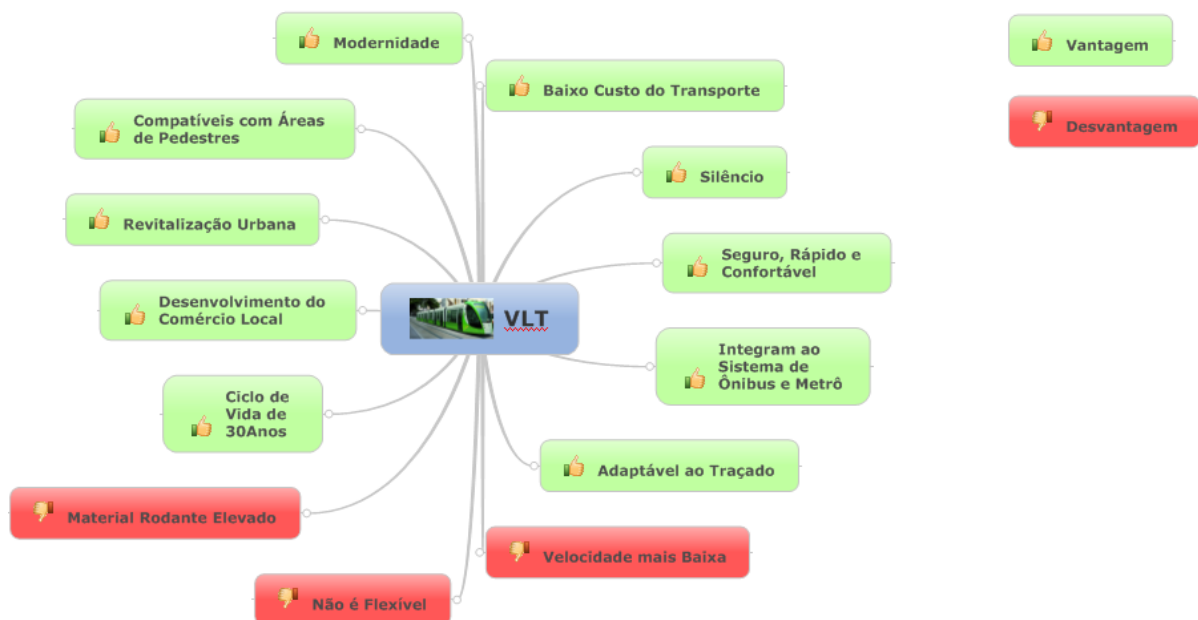 Modernidade
Vantagem
Baixo Custo do Transporte
Compatíveis com Áreas
de Pedestres
Desvantagem
Silêncio
Revitalização Urbana
Seguro, Rápido e
Confortável
Desenvolvimento do
Comércio Local
VLT
Integram ao
Sistema de
Ônibus e Metrô
Ciclo de
Vida de
30Anos
Adaptável ao Traçado
Material Rodante Elevado
Velocidade mais Baixa
Não é Flexível